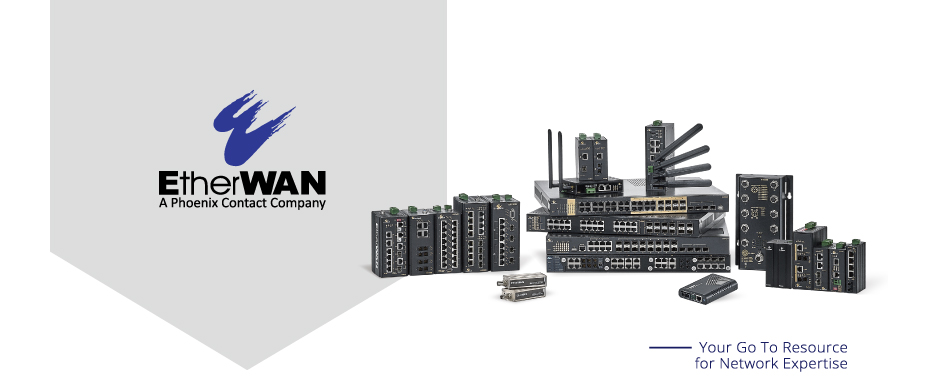 EtherWAN
A Phoenix Contact Company
Your Go To Resource
for Network Expertise